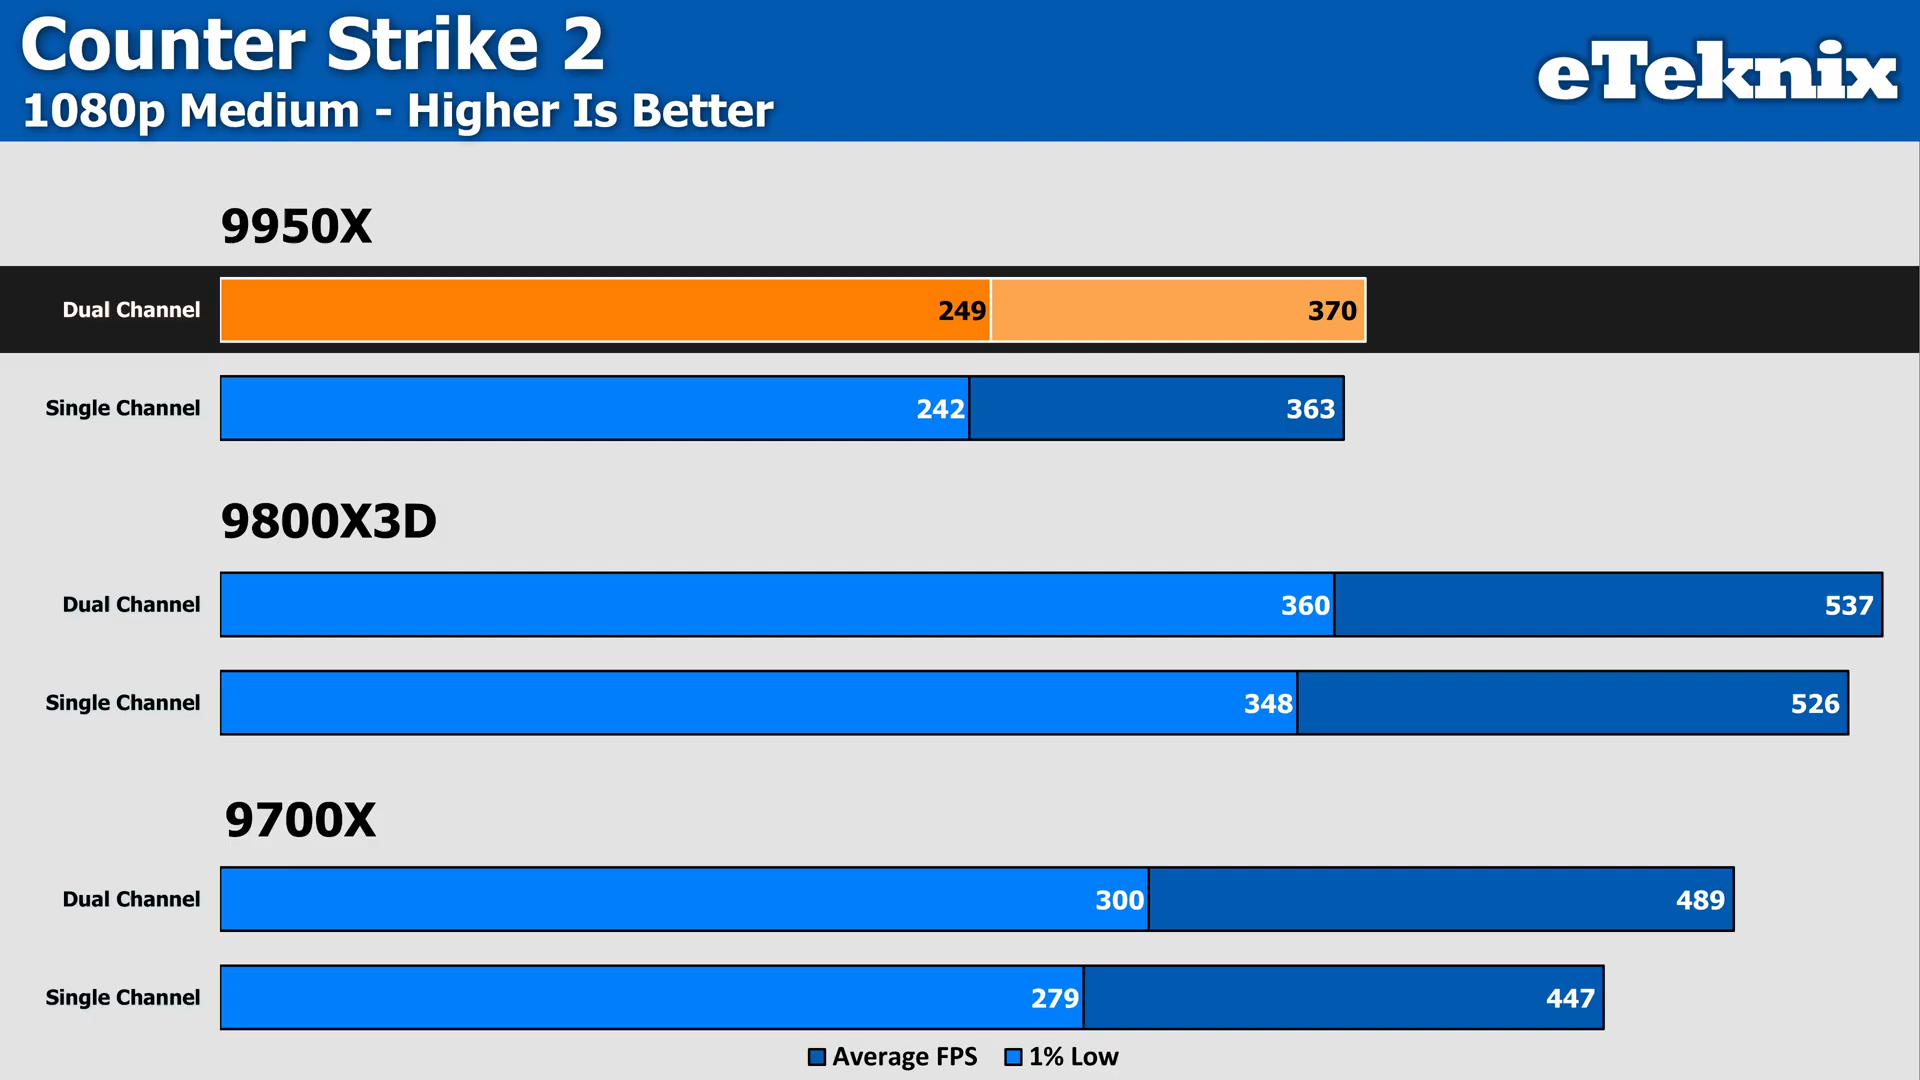 Counter Strike 2
1080p Medium - Higher Is Better
eTeknix
9950X
Dual Channel 249 370
Single Channel 242 363
9800X3D
Dual Channel 360 537
Single Channel 348 526
9700X
Dual Channel 300 489
Single Channel 279 447
Average FPS 1% Low